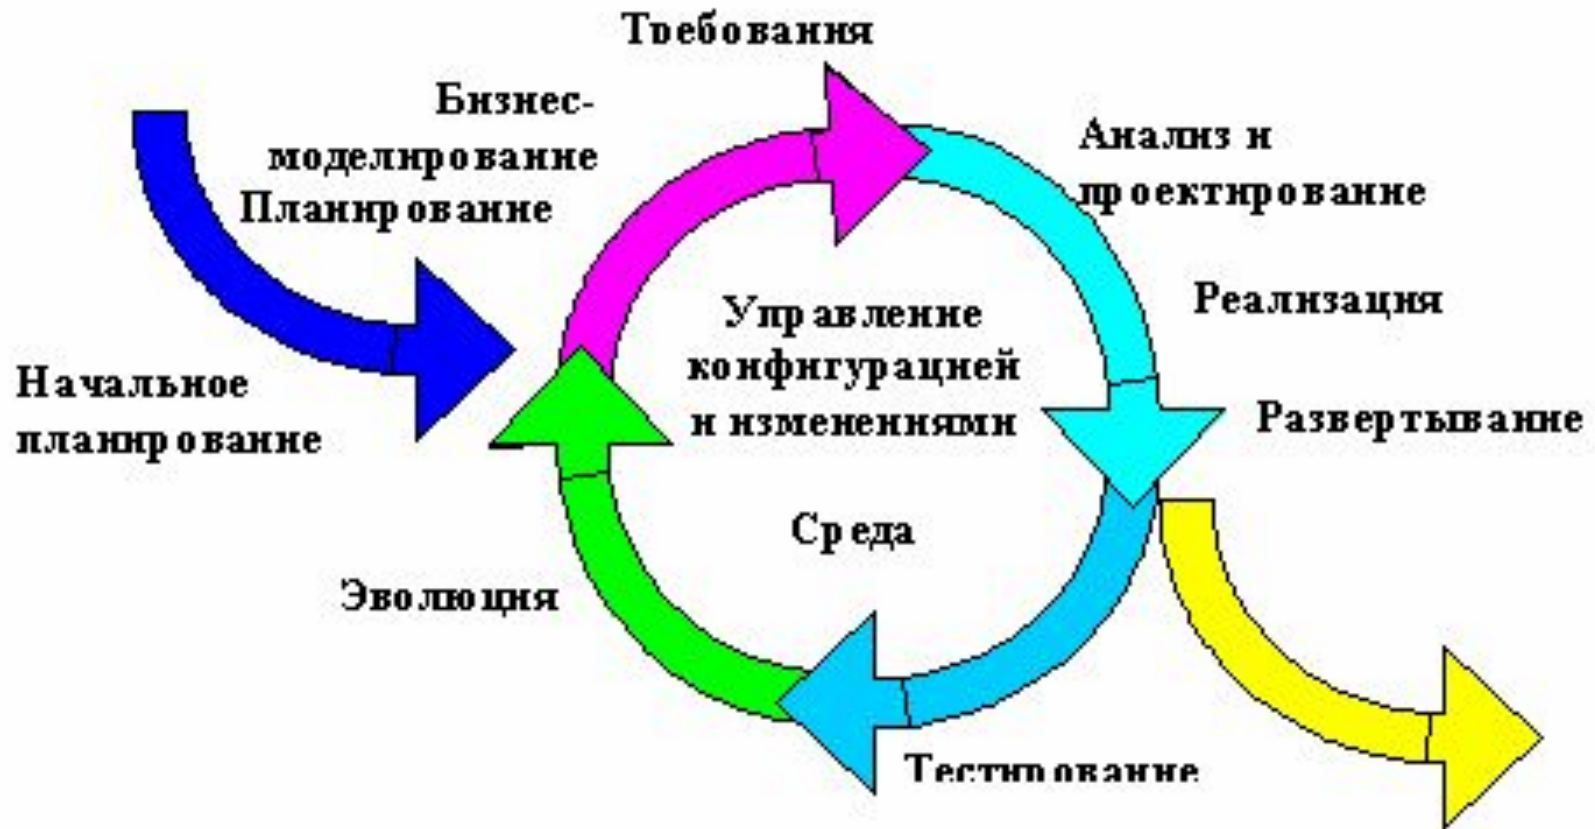 Требования
Бизнес-
моделирование
Планирование
Анализ и
проектирование
Реализация
Управление
конфигурацией
и изменениями
Начальное
планирование
Развертывание
Среда
Эволюция
Тестирование